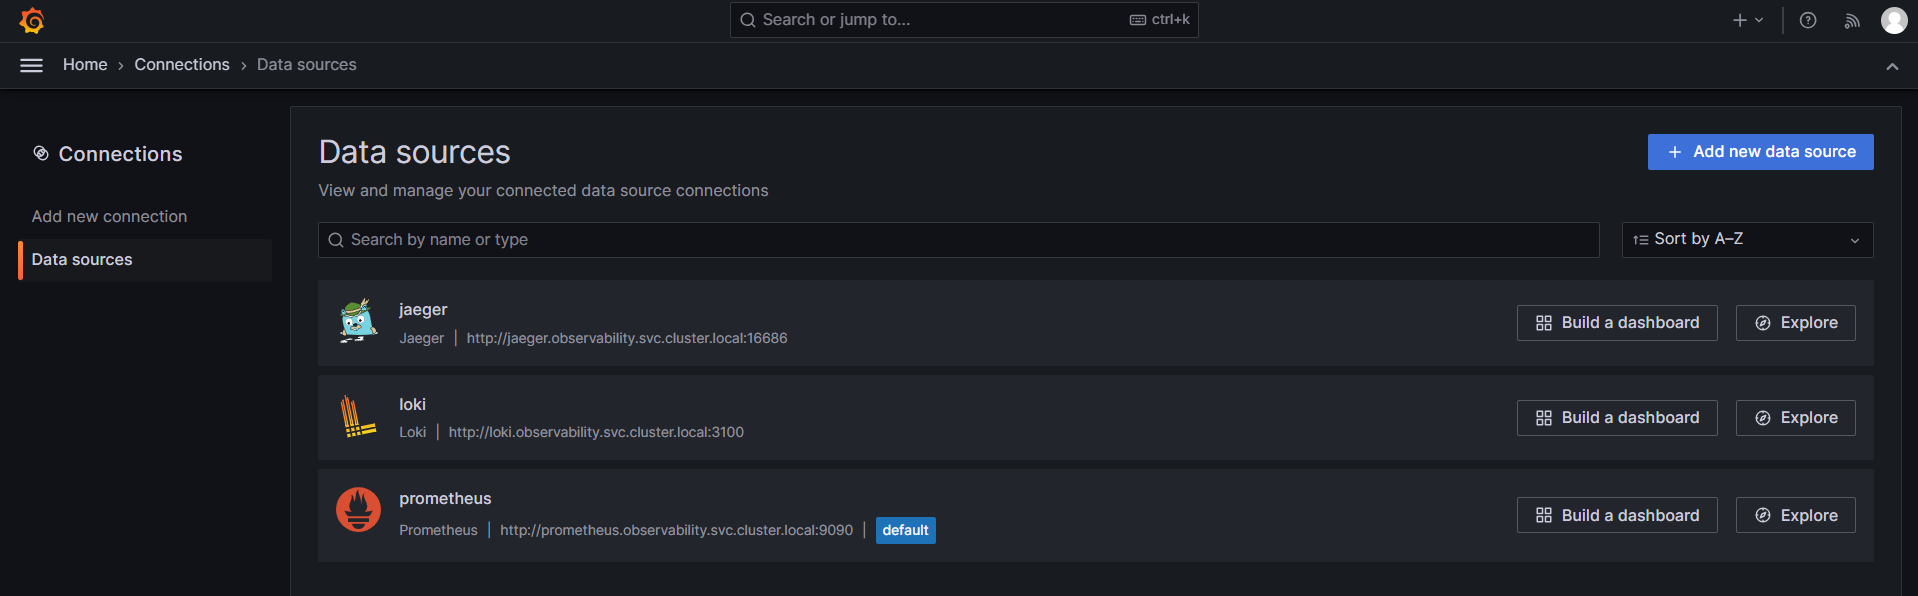 Search or jump to... ctrl+k
Home › Connections › Data sources
Connections
Add new connection
Data sources
Data sources
Add new data source
View and manage your connected data source connections
Search by name or type
Sort by A–Z
jaeger
Jaeger | http://jaeger.observability.svc.cluster.local:16686
Build a dashboard
Explore
loki
Loki | http://loki.observability.svc.cluster.local:3100
Build a dashboard
Explore
prometheus
Prometheus | http://prometheus.observability.svc.cluster.local:9090 | default
Build a dashboard
Explore